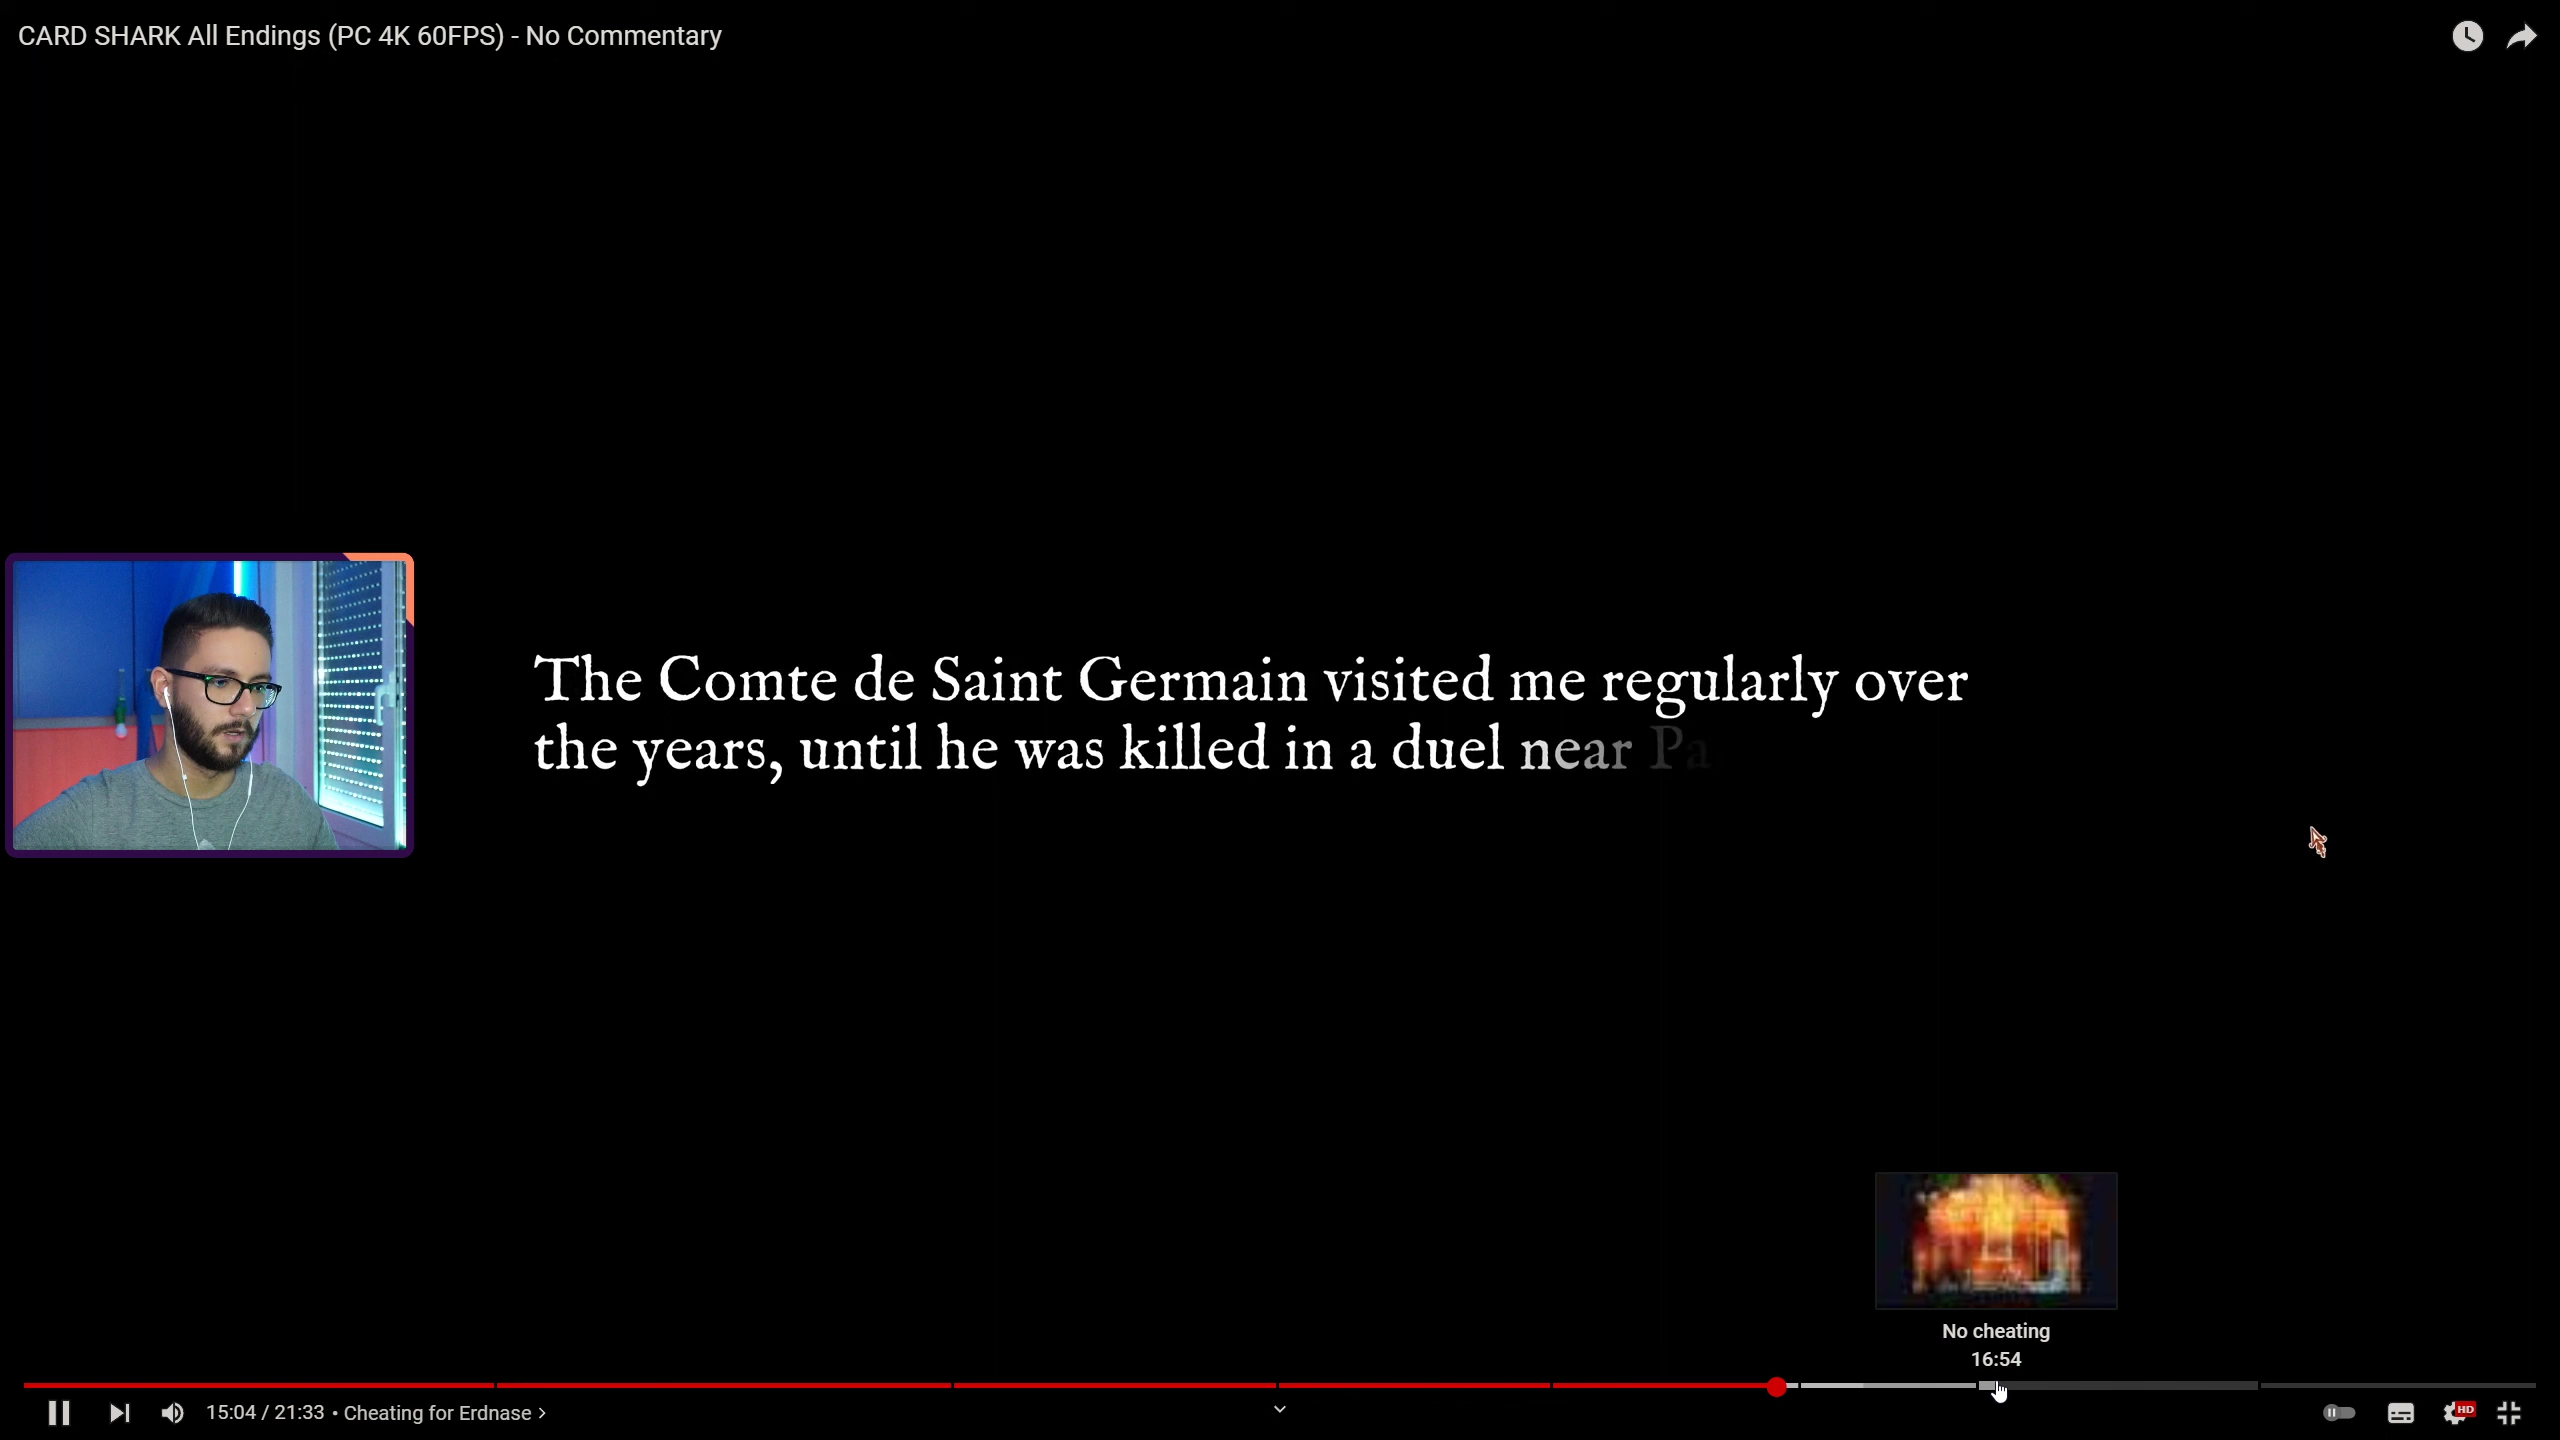 CARD SHARK All Endings (PC 4K 60FPS) - No Commentary
The Comte de Saint Germain visited me regularly over
the years, until he was killed in a duel near Pa
No cheating
16:54
15:04 / 21:33 • Cheating for Erdnase >
HD